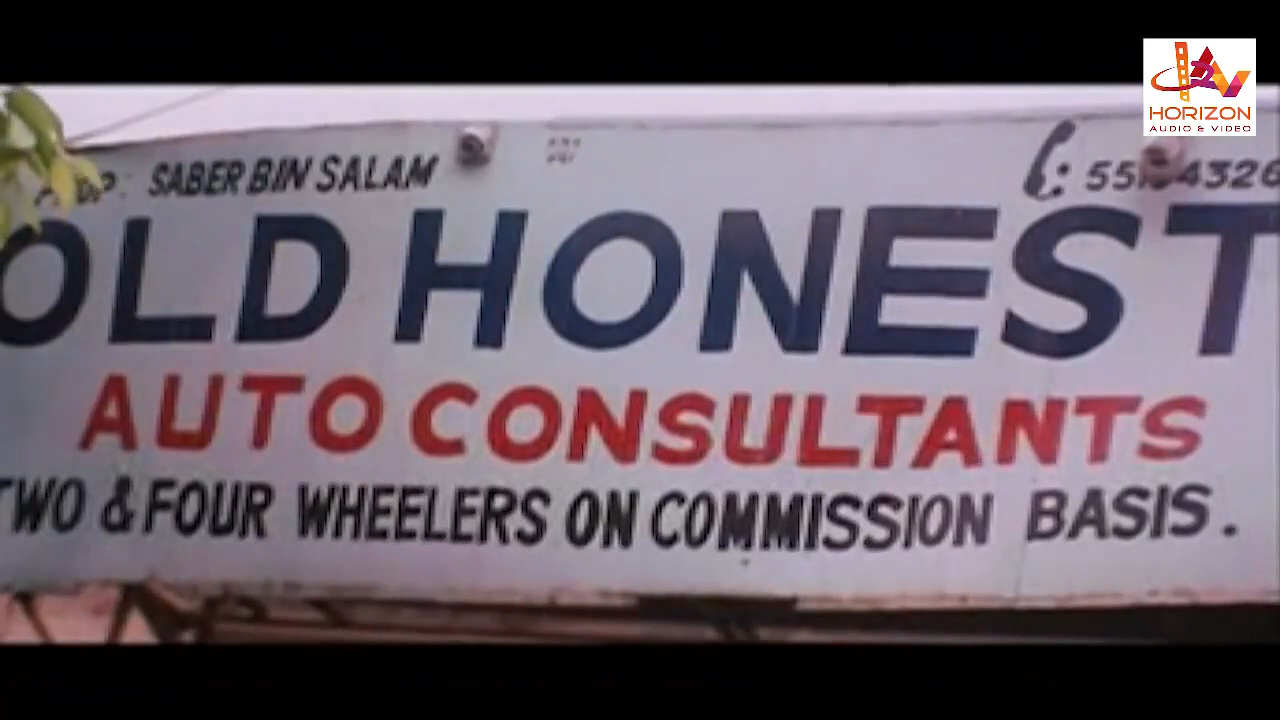 HORIZON
AUDIO & VIDEO
SABER BIN SALAM
OLD HONEST
AUTO CONSULTANTS
TWO & FOUR WHEELERS ON COMMISSION BASIS.